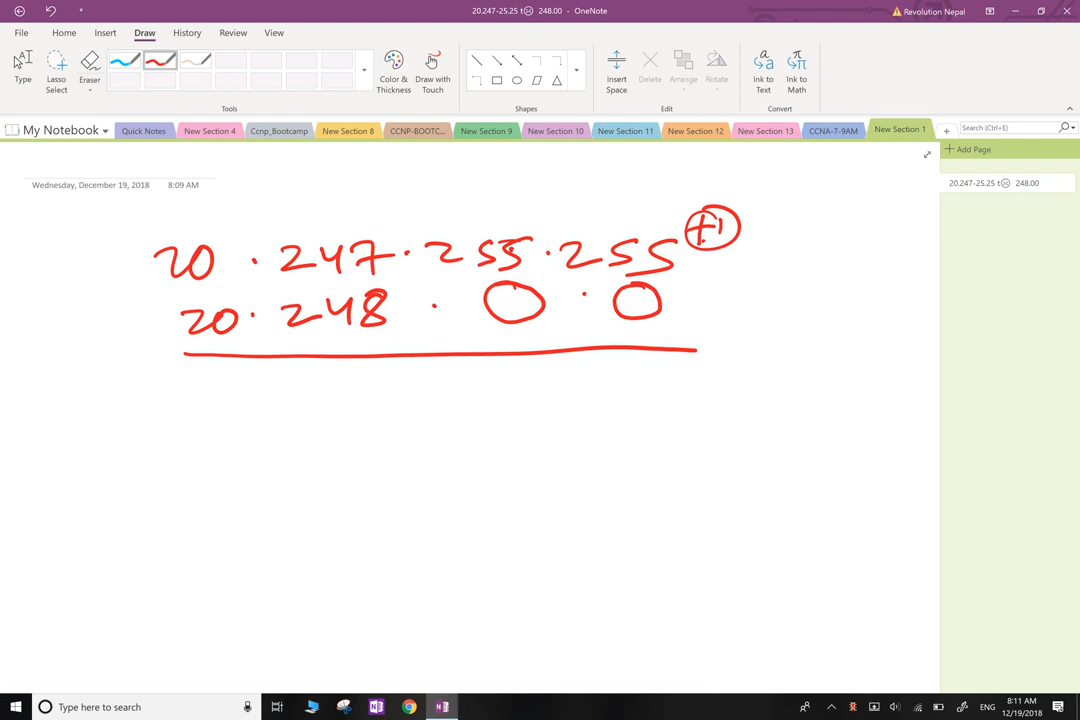 20.247-25.25 t☹ 248.00 - OneNote
Revolution Nepal
File Home Insert Draw History Review View
Type
Lasso Select
Eraser
Color & Thickness
Draw with Touch
Insert Space
Delete
Arrange
Rotate
Ink to Text
Ink to Math
Tools
Shapes
Edit
Convert
My Notebook
Quick Notes
New Section 4
Ccnp_Bootcamp
New Section 8
CCNP-BOOTC...
New Section 9
New Section 10
New Section 11
New Section 12
New Section 13
CCNA-7-9AM
New Section 1
Search (Ctrl+E)
Add Page
Wednesday, December 19, 2018 8:09 AM
20.247-25.25 t☹ 248.00
20 . 247 . 255 . 255 +1
20 . 248 . 0 . 0
Type here to search
ENG
8:11 AM
12/19/2018